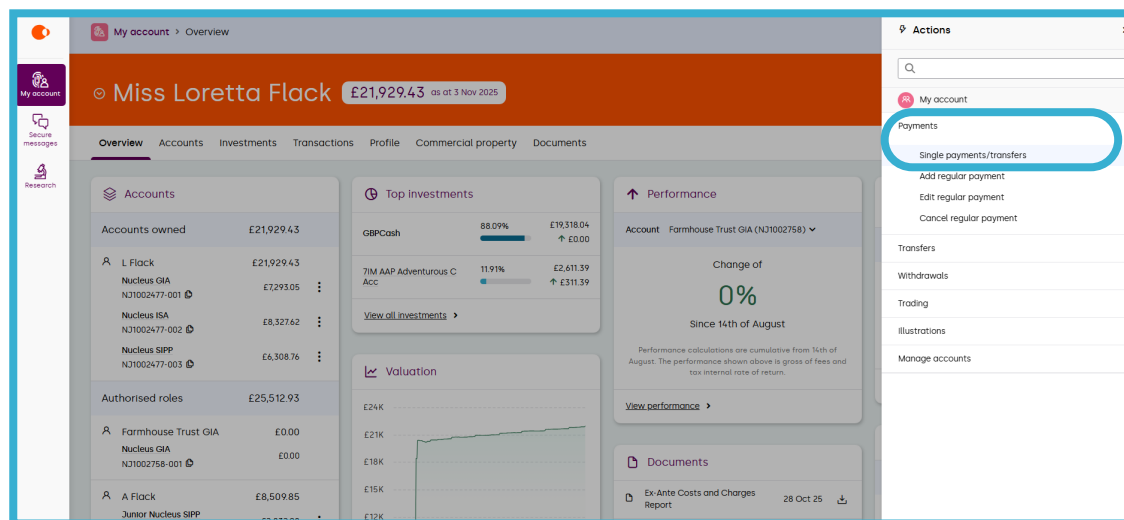 My account > Overview
Actions
My account
Secure
messages
Research
Miss Loretta Flack £21,929.43 as at 3 Nov 2025
Overview Accounts Investments Transactions Profile Commercial property Documents
My account
Payments
Single payments/transfers
Add regular payment
Edit regular payment
Cancel regular payment
Transfers
Withdrawals
Trading
Illustrations
Manage accounts
Accounts
Accounts owned £21,929.43
L Flack £21,929.43
Nucleus GIA
NJ1002477-001 £7,293.05
Nucleus ISA
NJ1002477-002 £8,327.62
Nucleus SIPP
NJ1002477-003 £6,308.76
Authorised roles £25,512.93
Farmhouse Trust GIA £0.00
Nucleus GIA
NJ1002758-001 £0.00
A Flack £8,509.85
Junior Nucleus SIPP
Top investments
GBPCash 88.09% £19,318.04
↑ £0.00
7IM AAP Adventurous C
Acc 11.91% £2,611.39
↑ £311.39
View all investments >
Valuation
£24K
£21K
£18K
£15K
£12K
Performance
Account Farmhouse Trust GIA (NJ1002758)
Change of
0%
Since 14th of August
Performance calculations are cumulative from 14th of
August. The performance shown above is gross of fees and
tax internal rate of return.
View performance >
Documents
Ex-Ante Costs and Charges
Report 28 Oct 25